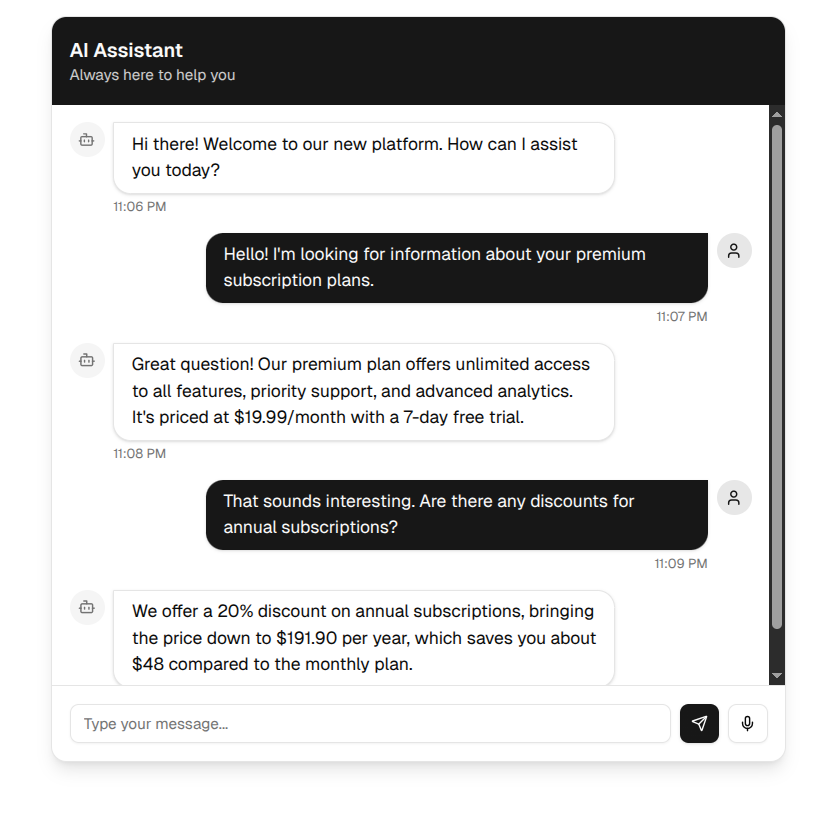 AI Assistant
Always here to help you
Hi there! Welcome to our new platform. How can I assist
you today?
11:06 PM
Hello! I'm looking for information about your premium
subscription plans.
11:07 PM
Great question! Our premium plan offers unlimited access
to all features, priority support, and advanced analytics.
It's priced at $19.99/month with a 7-day free trial.
11:08 PM
That sounds interesting. Are there any discounts for
annual subscriptions?
11:09 PM
We offer a 20% discount on annual subscriptions, bringing
the price down to $191.90 per year, which saves you about
$48 compared to the monthly plan.
Type your message...